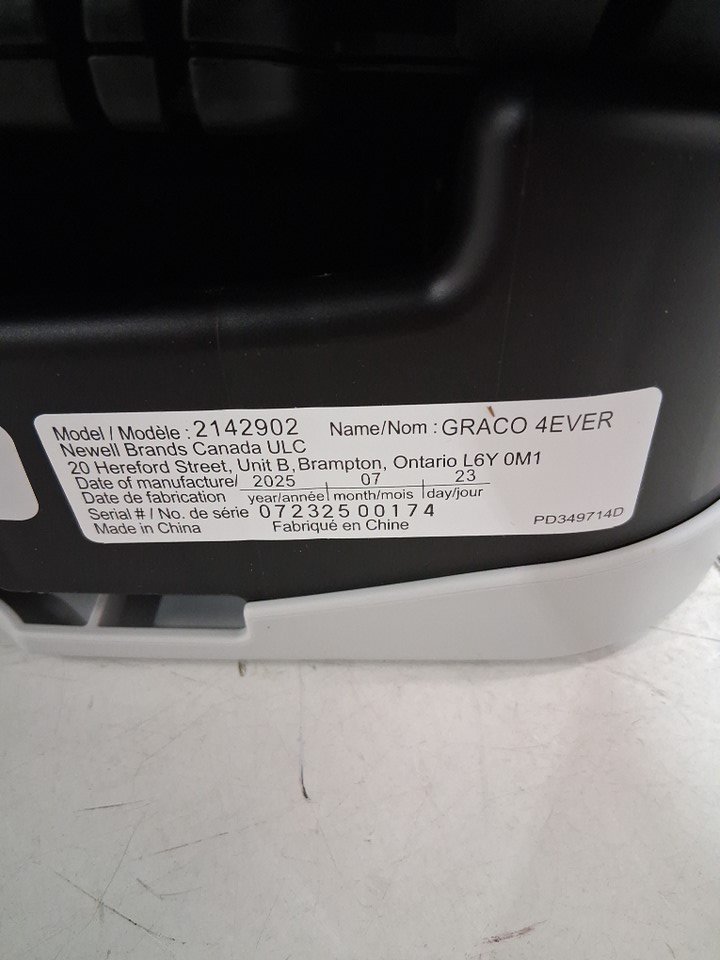 Model / Modèle : 2142902 Name/Nom : GRACO 4EVER
Newell Brands Canada ULC
20 Hereford Street, Unit B, Brampton, Ontario L6Y 0M1
Date of manufacture/ 2025 07 23
Date de fabrication year/année month/mois day/jour
Serial # / No. de série 072325 00174
Made in China Fabriqué en Chine PD349714D